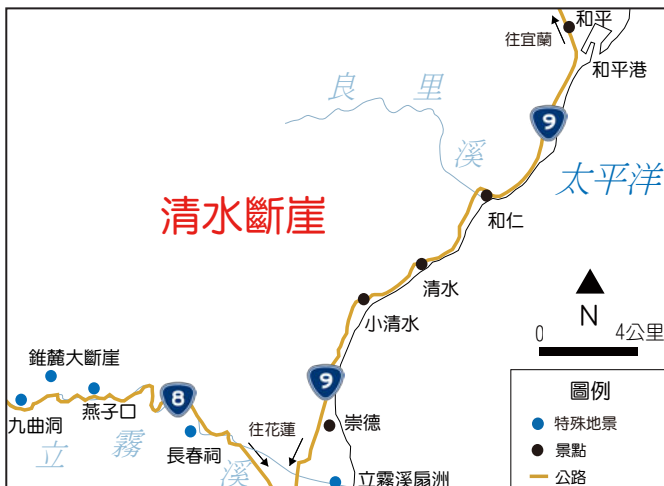 往宜蘭
和平
和平港
良里溪
9
太平洋
清水斷崖
和仁
清水
小清水
N
0 4公里
錐麓大斷崖
8
9
九曲洞
燕子口
長春祠
往花蓮
崇德
立霧溪
立霧溪扇洲
圖例
特殊地景
景點
公路